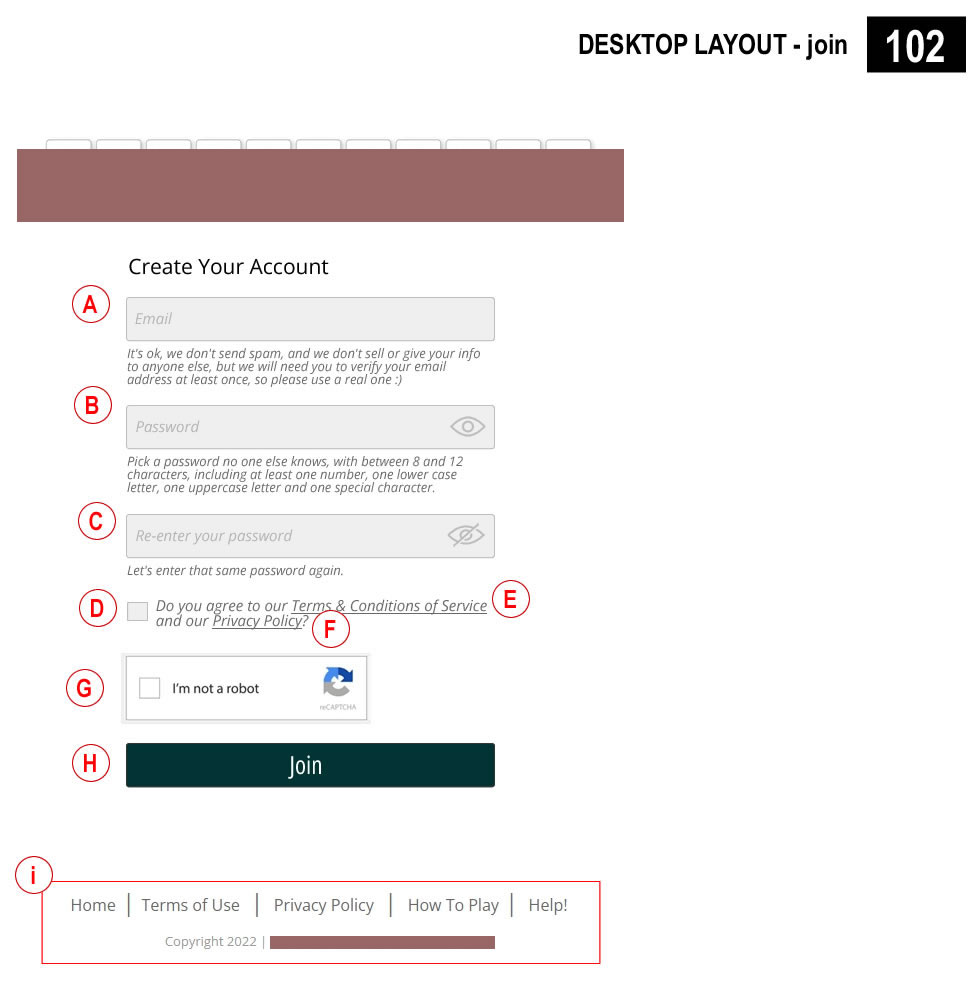 DESKTOP LAYOUT - join 102
Create Your Account
A
Email
It's ok, we don't send spam, and we don't sell or give your info
to anyone else, but we will need you to verify your email
address at least once, so please use a real one :)
B
Password
Pick a password no one else knows, with between 8 and 12
characters, including at least one number, one lower case
letter, one uppercase letter and one special character.
C
Re-enter your password
Let's enter that same password again.
D
Do you agree to our Terms & Conditions of Service
E
and our Privacy Policy?
F
G
I'm not a robot
reCAPTCHA
H
Join
i
Home | Terms of Use | Privacy Policy | How To Play | Help!
Copyright 2022 |